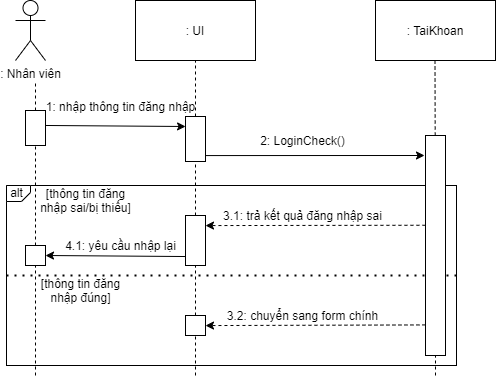 : UI
: TaiKhoan
: Nhân viên
1: nhập thông tin đăng nhập
2: LoginCheck()
alt
[thông tin đăng
nhập sai/bị thiếu]
3.1: trả kết quả đăng nhập sai
4.1: yêu cầu nhập lại
[thông tin đăng
nhập đúng]
3.2: chuyển sang form chính